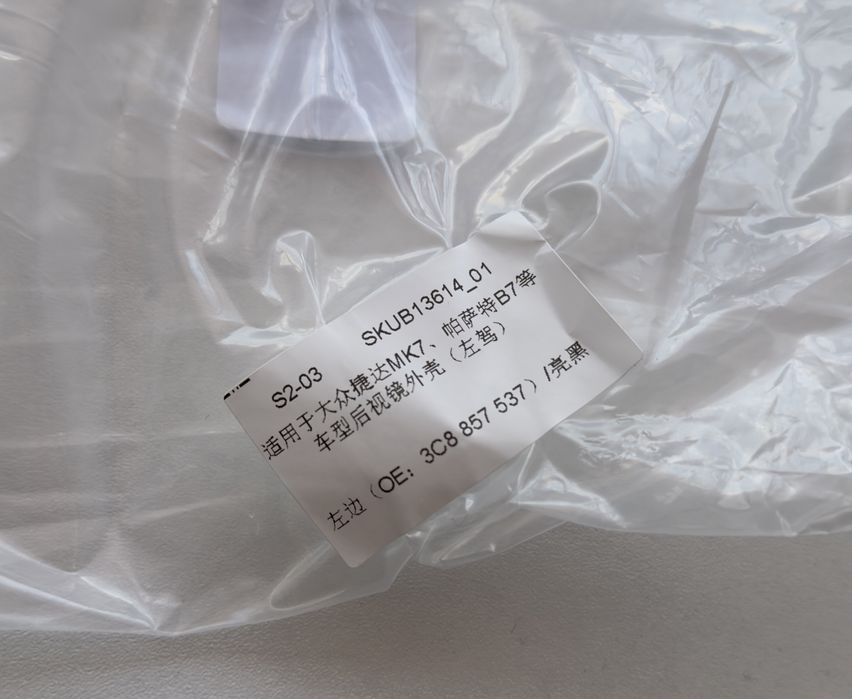 S2-03 SKUB13614_01
适用于大众捷达MK7、帕萨特B7等
车型后视镜外壳（左驾）
左边（OE：3C8 857 537）/亮黑